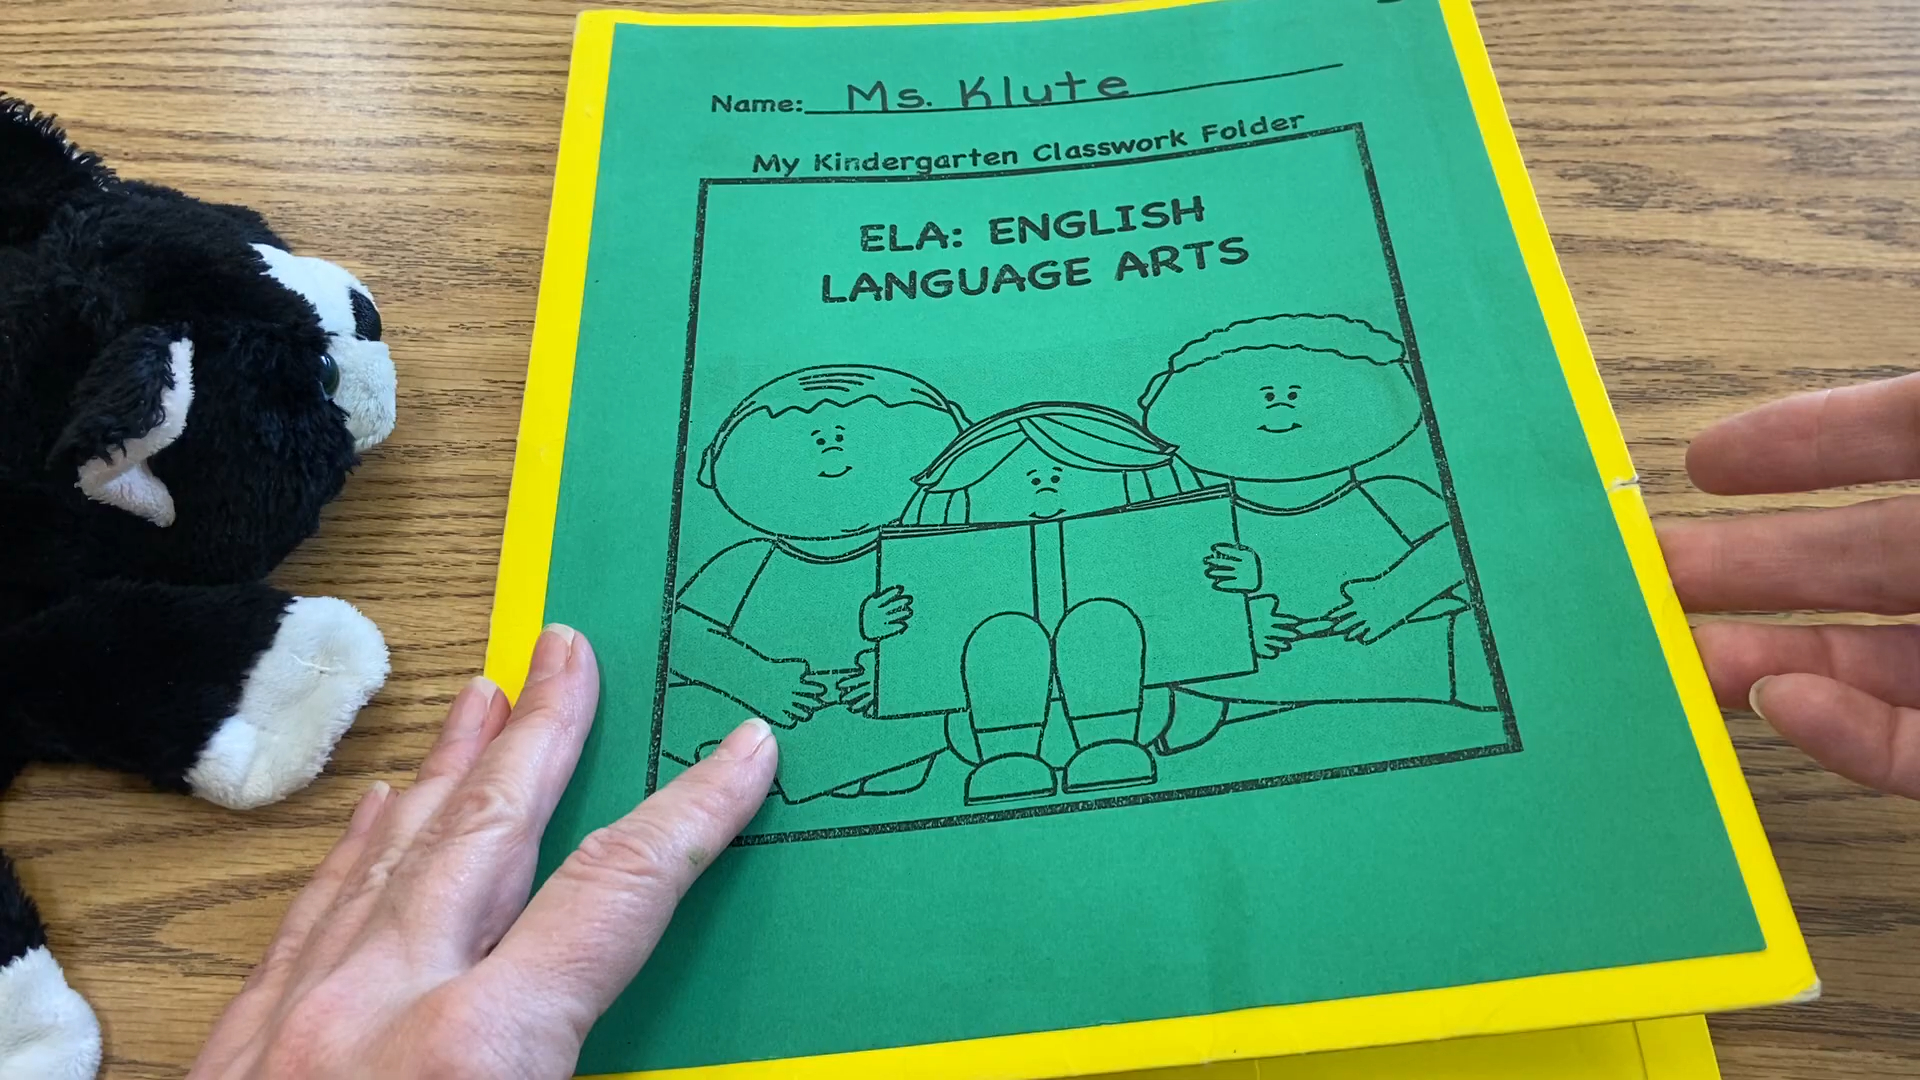 Name: Ms. Klute
My Kindergarten Classwork Folder
ELA: ENGLISH
LANGUAGE ARTS